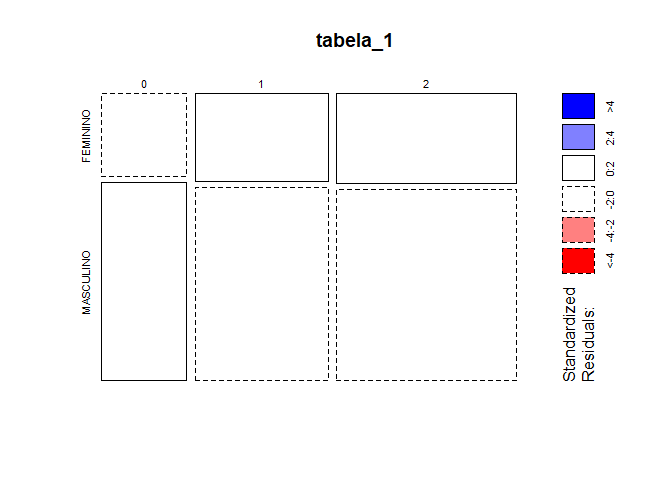 tabela_1
0 1 2
FEMININO
MASCULINO
>4
2:4
0:2
-2:0
-4:-2
<-4
Standardized
Residuals: